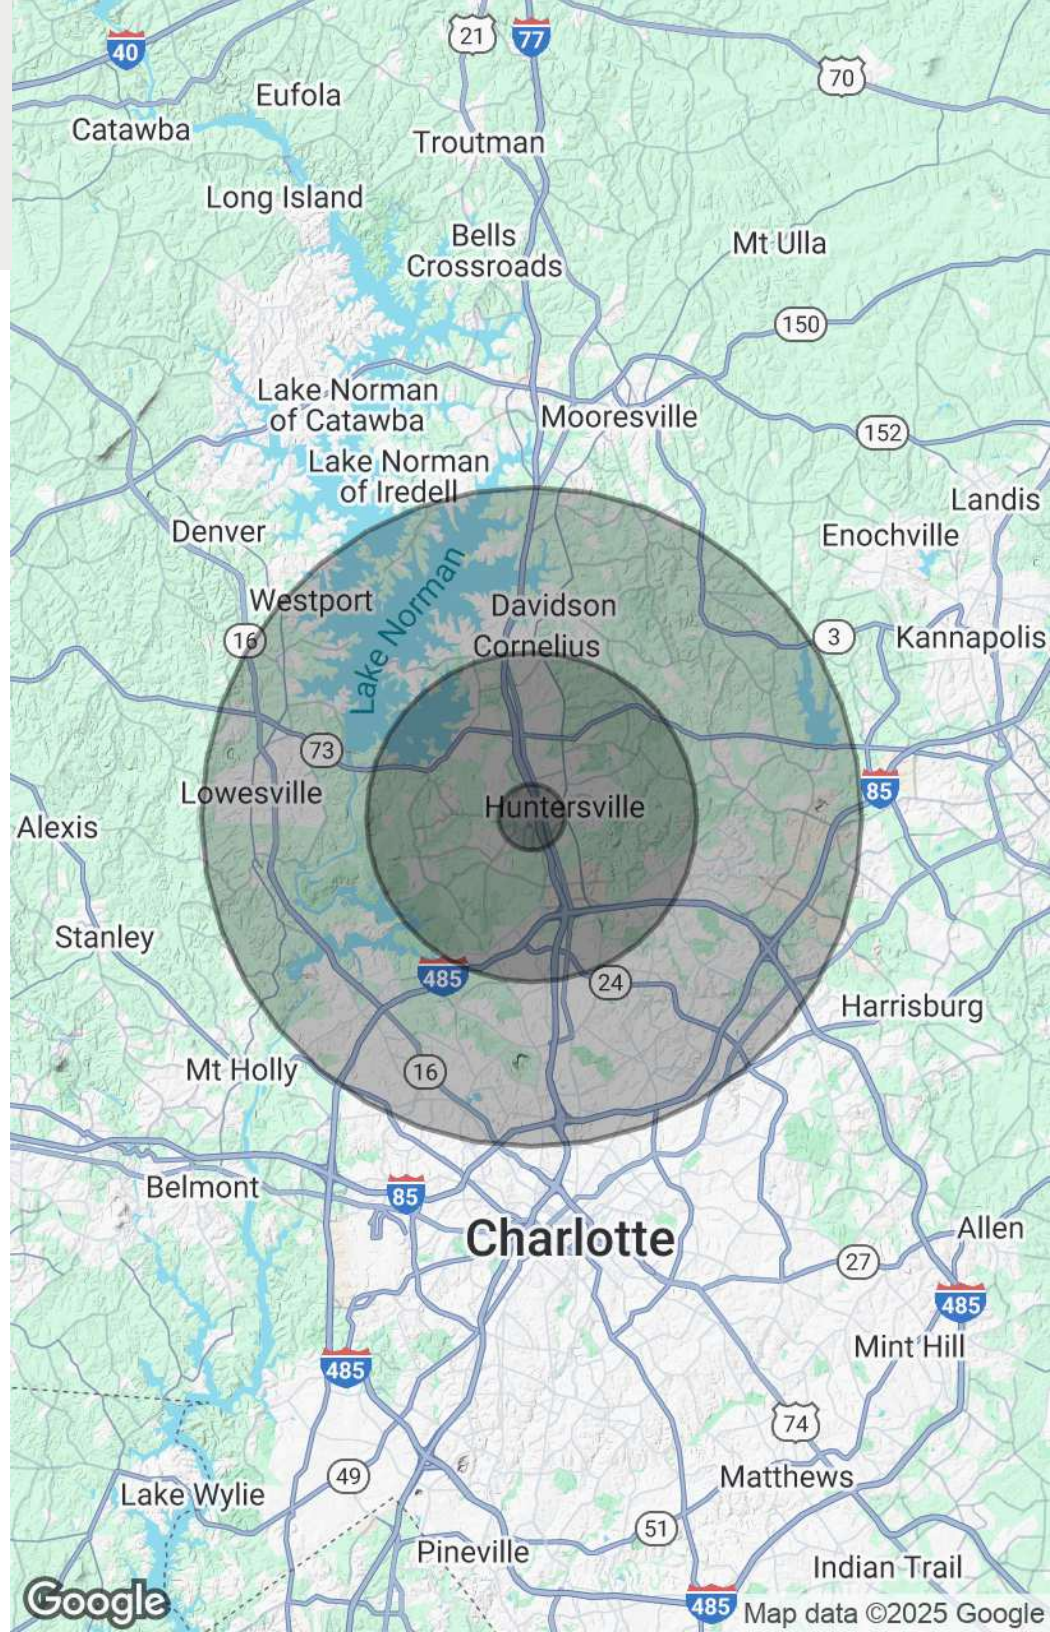 21
77
40
70
Eufola
Catawba
Troutman
Long Island
Bells
Crossroads
Mt Ulla
150
Lake Norman
of Catawba
Mooresville
152
Lake Norman
of Iredell
Landis
Denver
Enochville
Westport
Lake Norman
Davidson
16
3
Kannapolis
Cornelius
73
85
Lowesville
Huntersville
Alexis
Stanley
485
24
Harrisburg
Mt Holly
16
Belmont
85
Charlotte
Allen
27
485
Mint Hill
485
74
49
Matthews
Lake Wylie
51
Pineville
Indian Trail
Google
485
Map data ©2025 Google